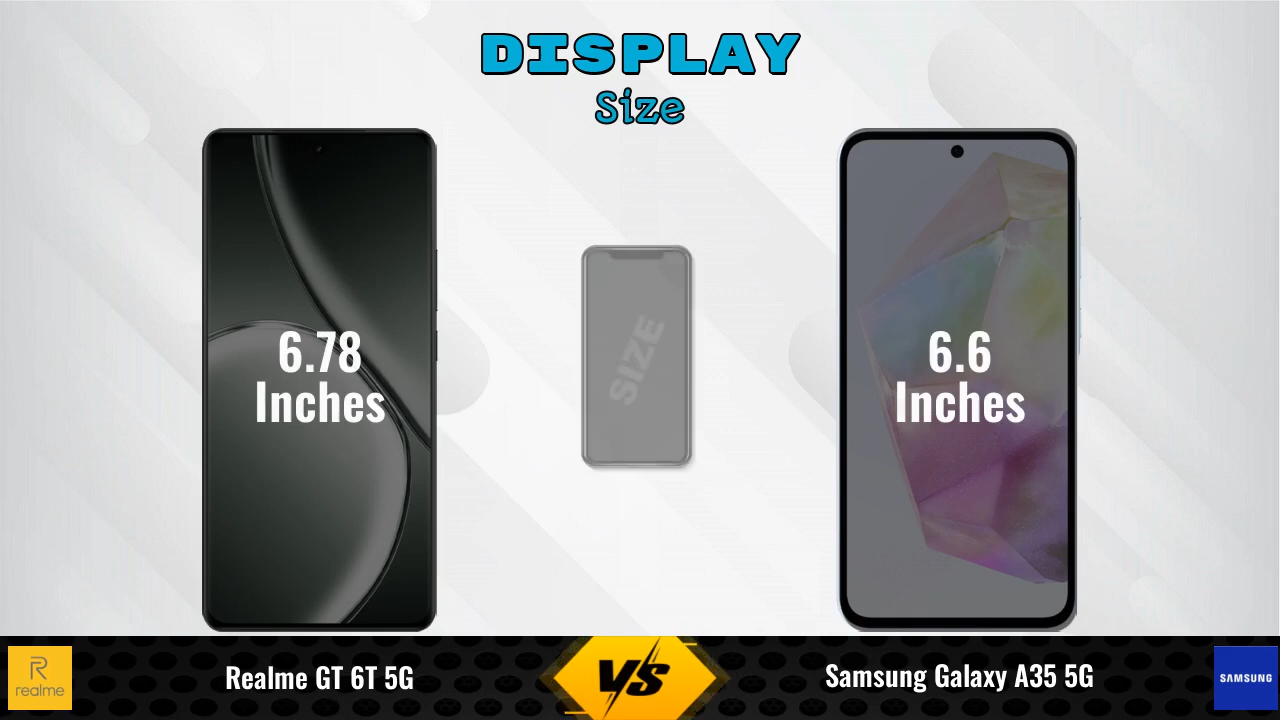 DISPLAY
Size
6.78
Inches
SIZE
6.6
Inches
realme
Realme GT 6T 5G
VS
Samsung Galaxy A35 5G
SAMSUNG